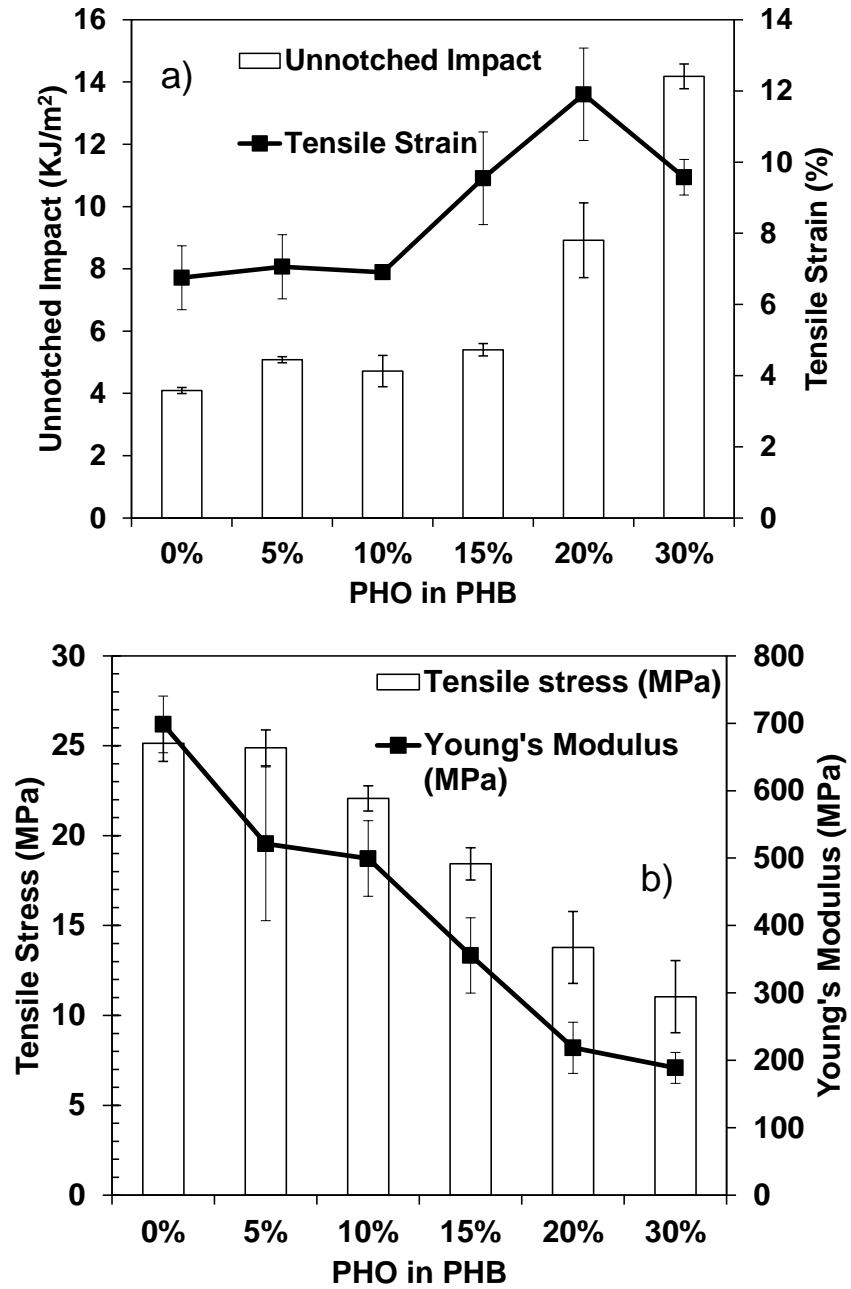 a)
Unnotched Impact
Tensile Strain
Unnotched Impact (KJ/m²)
16
14
12
10
8
6
4
2
0
Tensile Strain (%)
14
12
10
8
6
4
2
0
0% 5% 10% 15% 20% 30%
PHO in PHB
Tensile stress (MPa)
Young's Modulus
(MPa)
b)
Tensile Stress (MPa)
30
25
20
15
10
5
0
Young's Modulus (MPa)
800
700
600
500
400
300
200
100
0
0% 5% 10% 15% 20% 30%
PHO in PHB